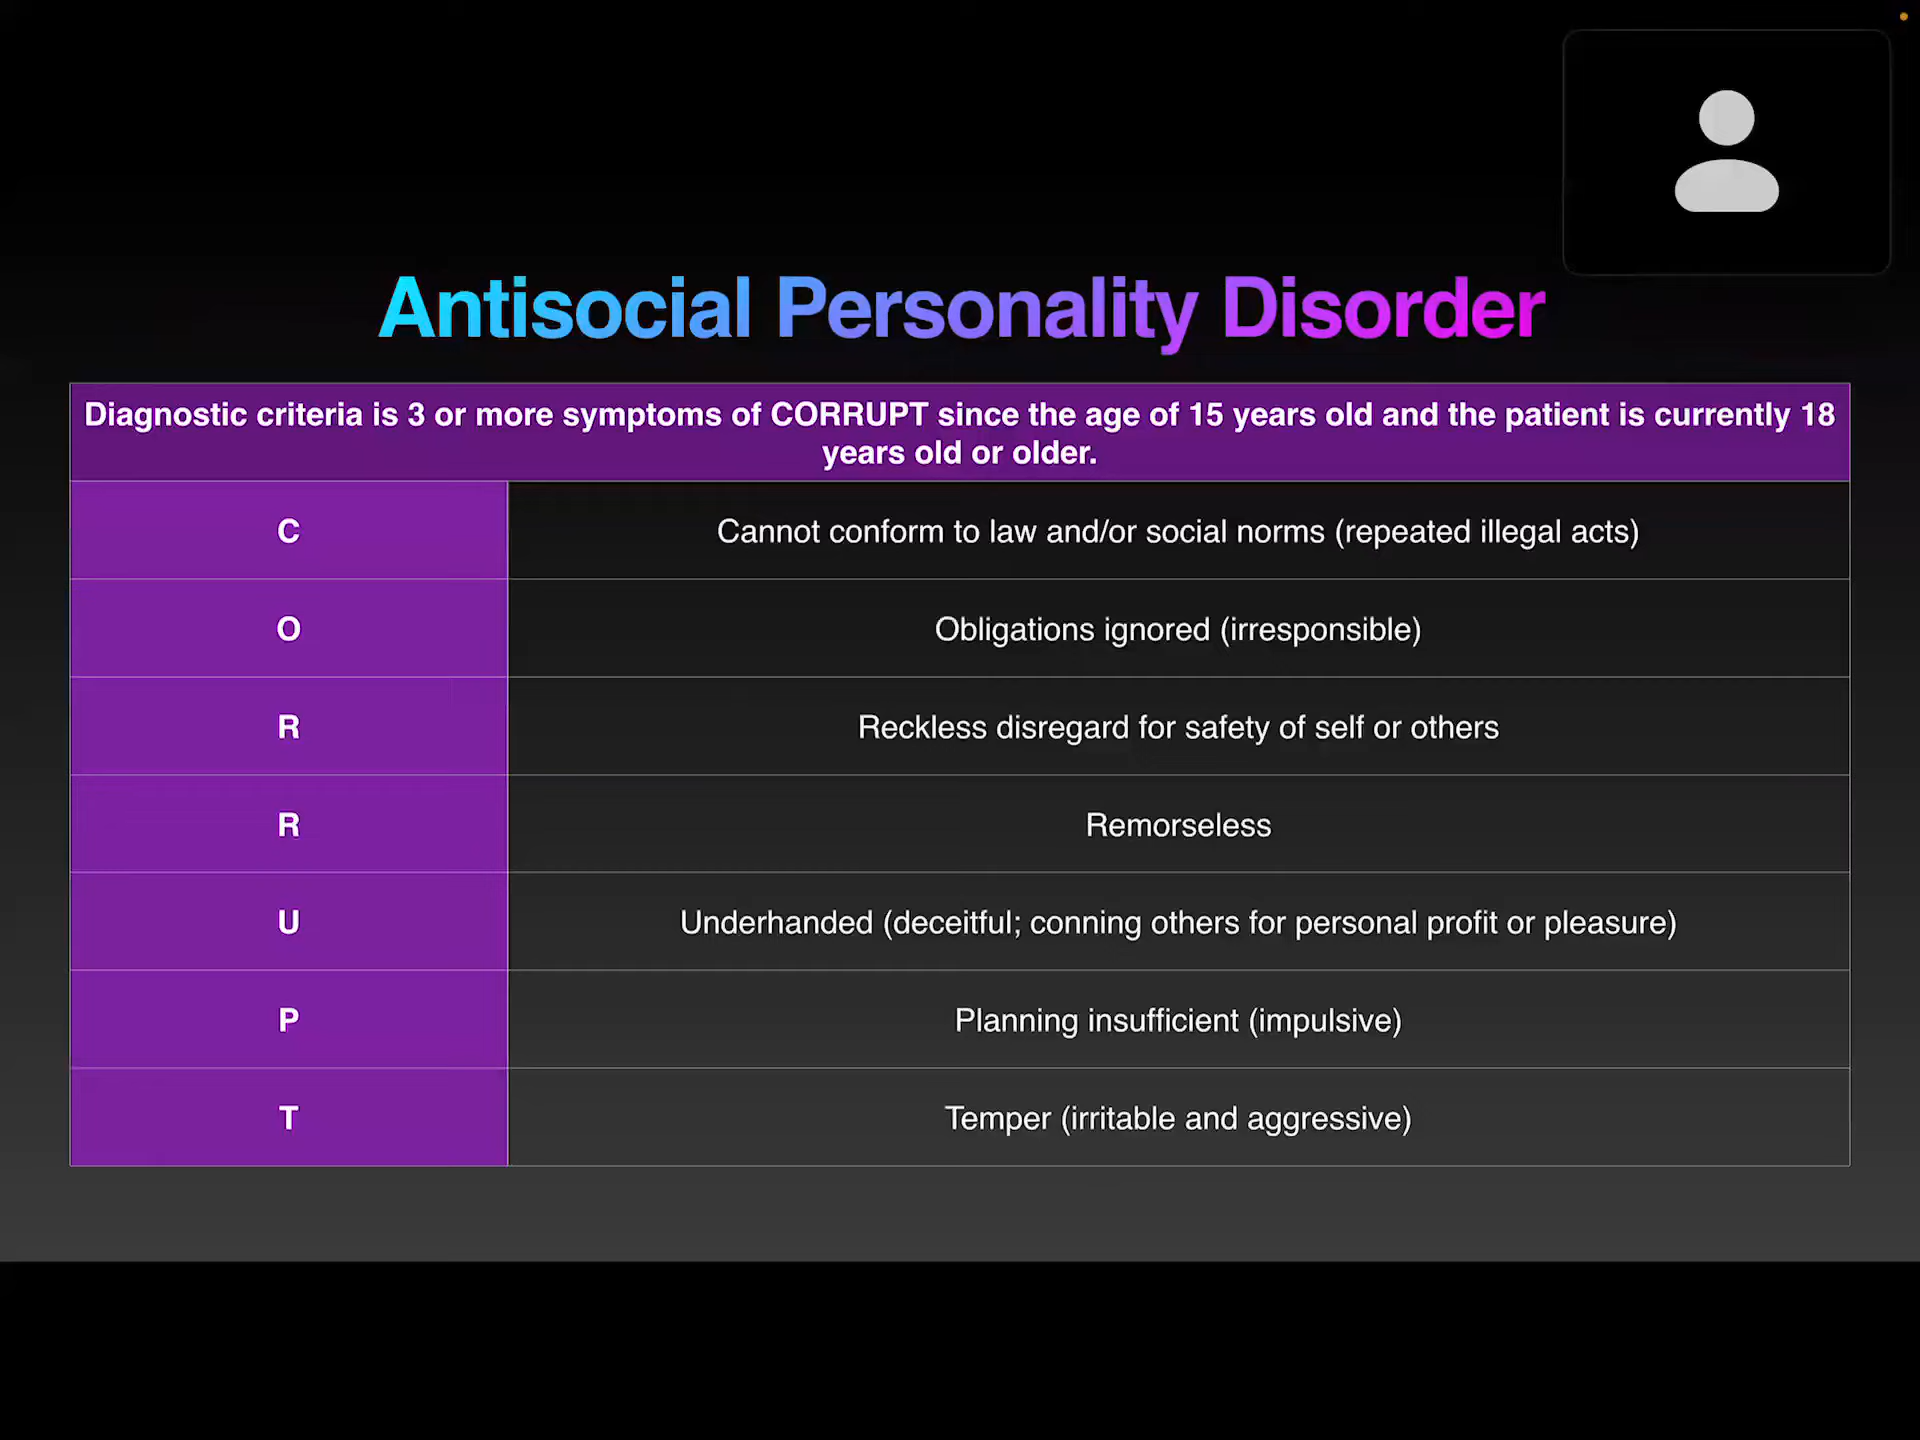 Antisocial Personality Disorder
Diagnostic criteria is 3 or more symptoms of CORRUPT since the age of 15 years old and the patient is currently 18
years old or older.
C
Cannot conform to law and/or social norms (repeated illegal acts)
O
Obligations ignored (irresponsible)
R
Reckless disregard for safety of self or others
R
Remorseless
U
Underhanded (deceitful; conning others for personal profit or pleasure)
P
Planning insufficient (impulsive)
T
Temper (irritable and aggressive)